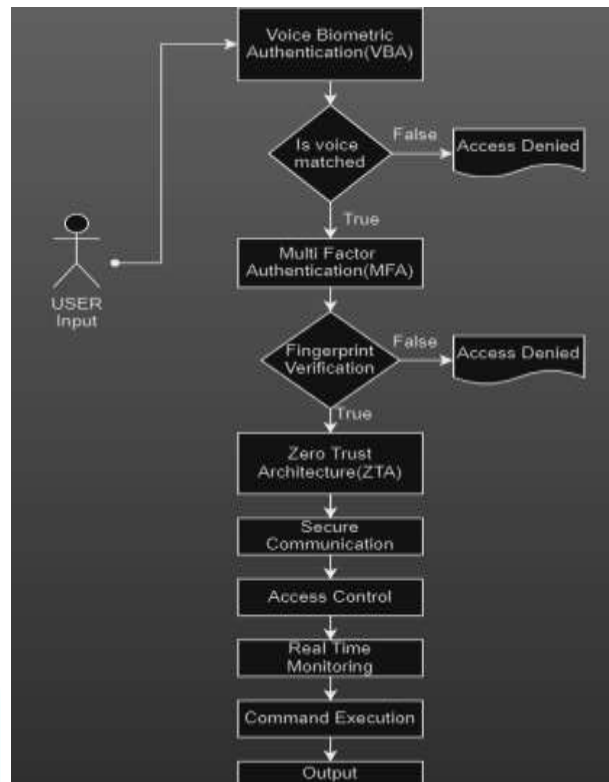 Voice Biometric
Authentication(VBA)
Is voice
matched
False
Access Denied
True
Multi Factor
Authentication(MFA)
USER
Input
Fingerprint
Verification
False
Access Denied
True
Zero Trust
Architecture(ZTA)
Secure
Communication
Access Control
Real Time
Monitoring
Command Execution
Output